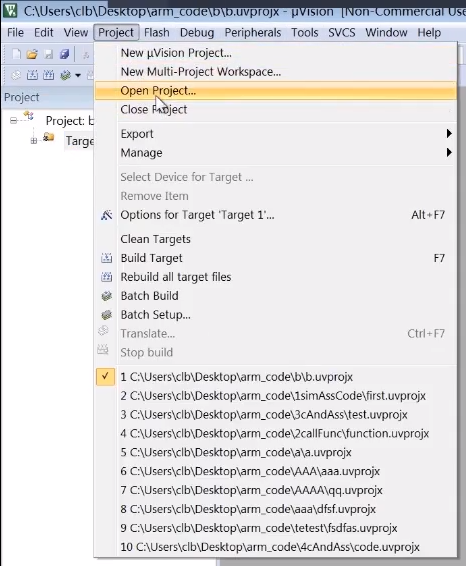 C:\Users\clb\Desktop\arm_code\b\b.uvprojx - µVision [Non-Commercial Use
File Edit View Project Flash Debug Peripherals Tools SVCS Window Help
Project
Project: b
Targe
New µVision Project...
New Multi-Project Workspace...
Open Project...
Close Project
Export
Manage
Select Device for Target ...
Remove Item
Options for Target 'Target 1'... Alt+F7
Clean Targets
Build Target F7
Rebuild all target files
Batch Build
Batch Setup...
Translate... Ctrl+F7
Stop build
1 C:\Users\clb\Desktop\arm_code\b\b.uvprojx
2 C:\Users\clb\Desktop\arm_code\1simAssCode\first.uvprojx
3 C:\Users\clb\Desktop\arm_code\3cAndAss\test.uvprojx
4 C:\Users\clb\Desktop\arm_code\2callFunc\function.uvprojx
5 C:\Users\clb\Desktop\arm_code\a\a.uvprojx
6 C:\Users\clb\Desktop\arm_code\AAA\aaa.uvprojx
7 C:\Users\clb\Desktop\arm_code\AAAA\qq.uvprojx
8 C:\Users\clb\Desktop\arm_code\aaa\dfsf.uvprojx
9 C:\Users\clb\Desktop\arm_code\tetest\fsdfas.uvprojx
10 C:\Users\clb\Desktop\arm_code\4cAndAss\code.uvprojx